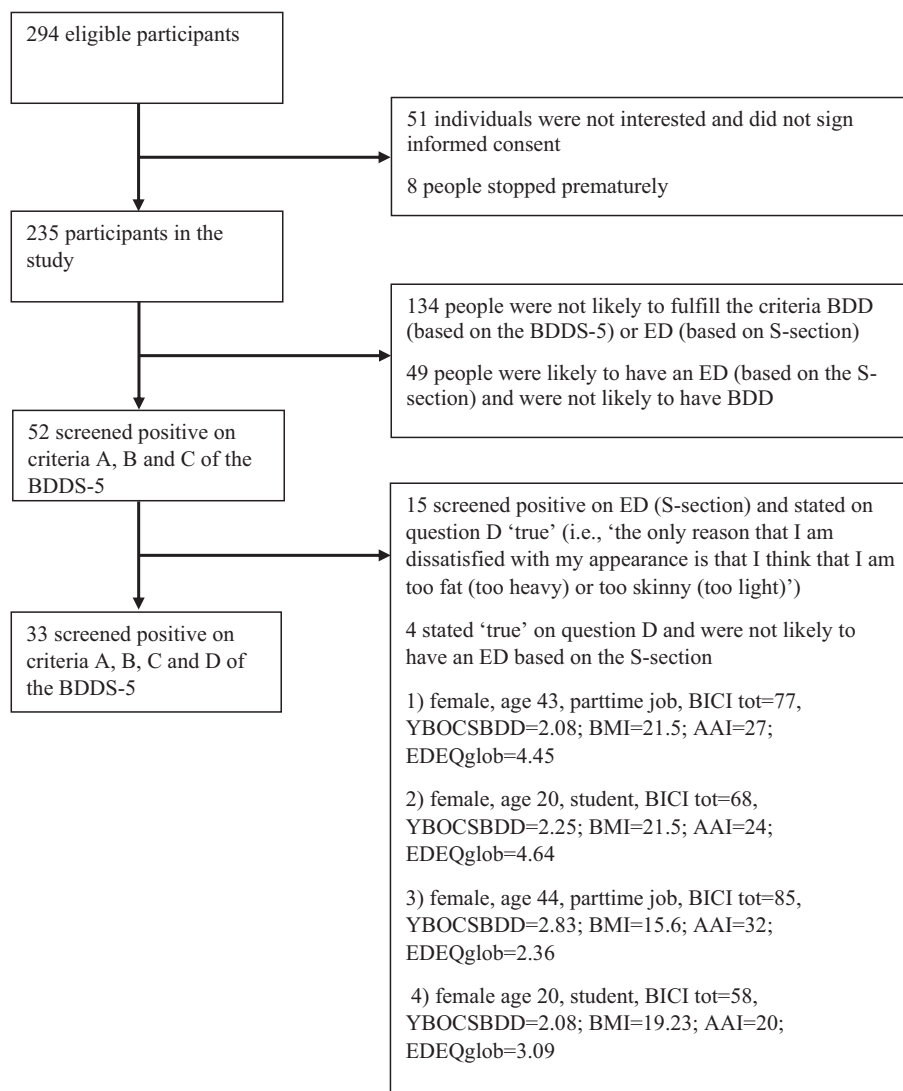 294 eligible participants
51 individuals were not interested and did not sign
informed consent
8 people stopped prematurely
235 participants in the
study
134 people were not likely to fulfill the criteria BDD
(based on the BDDS-5) or ED (based on S-section)
49 people were likely to have an ED (based on the S-
section) and were not likely to have BDD
52 screened positive on
criteria A, B and C of the
BDDS-5
15 screened positive on ED (S-section) and stated on
question D ‘true’ (i.e., ‘the only reason that I am
dissatisfied with my appearance is that I think that I am
too fat (too heavy) or too skinny (too light)’)
4 stated ‘true’ on question D and were not likely to
have an ED based on the S-section
1) female, age 43, parttime job, BICI tot=77,
YBOCSBDD=2.08; BMI=21.5; AAI=27;
EDEQglob=4.45
2) female, age 20, student, BICI tot=68,
YBOCSBDD=2.25; BMI=21.5; AAI=24;
EDEQglob=4.64
3) female, age 44, parttime job, BICI tot=85,
YBOCSBDD=2.83; BMI=15.6; AAI=32;
EDEQglob=2.36
4) female age 20, student, BICI tot=58,
YBOCSBDD=2.08; BMI=19.23; AAI=20;
EDEQglob=3.09
33 screened positive on
criteria A, B, C and D of
the BDDS-5